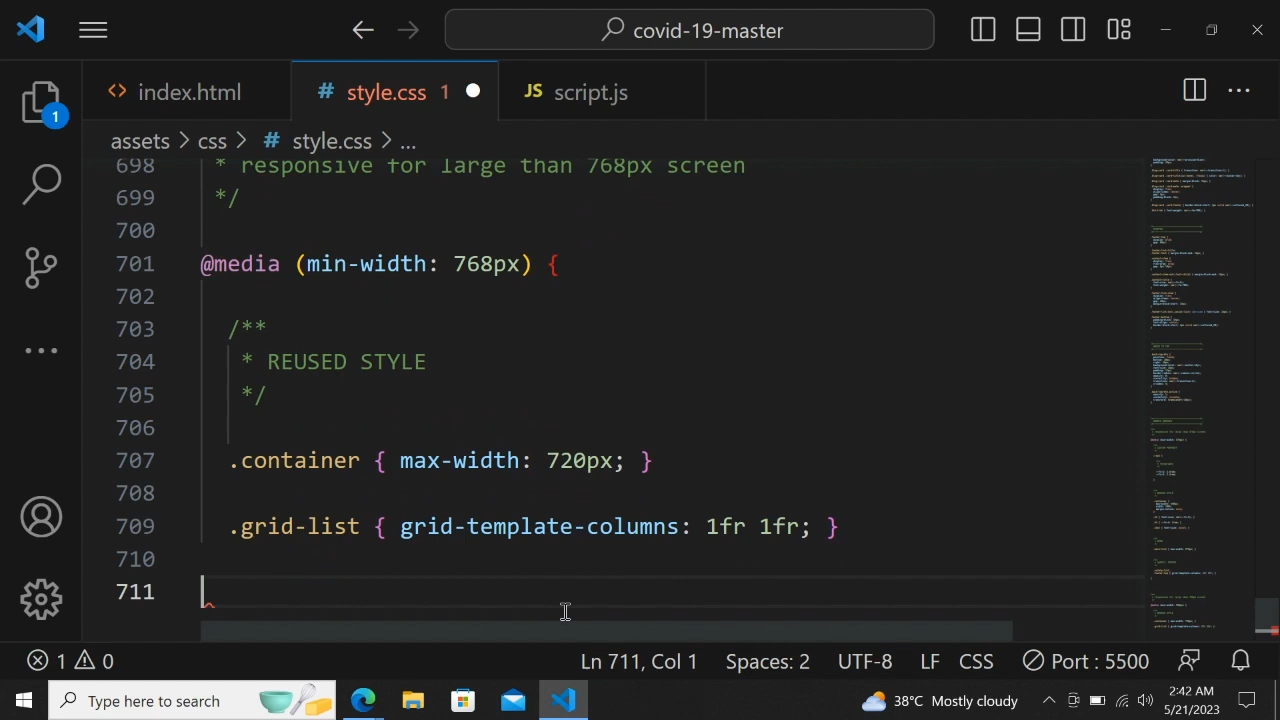 covid-19-master
index.html
# style.css 1
JS script.js
assets > css > # style.css > ...
1
698 * responsive for large than 768px screen
699 */
700
701 @media (min-width: 768px) {
702
703 /**
704 * REUSED STYLE
705 */
706
707 .container { max-width: 720px; }
708
709 .grid-list { grid-template-columns: 1fr 1fr; }
710
711
1 0 Ln 711, Col 1 Spaces: 2 UTF-8 LF CSS Port : 5500
Type here to search
38°C Mostly cloudy
2:42 AM
5/21/2023